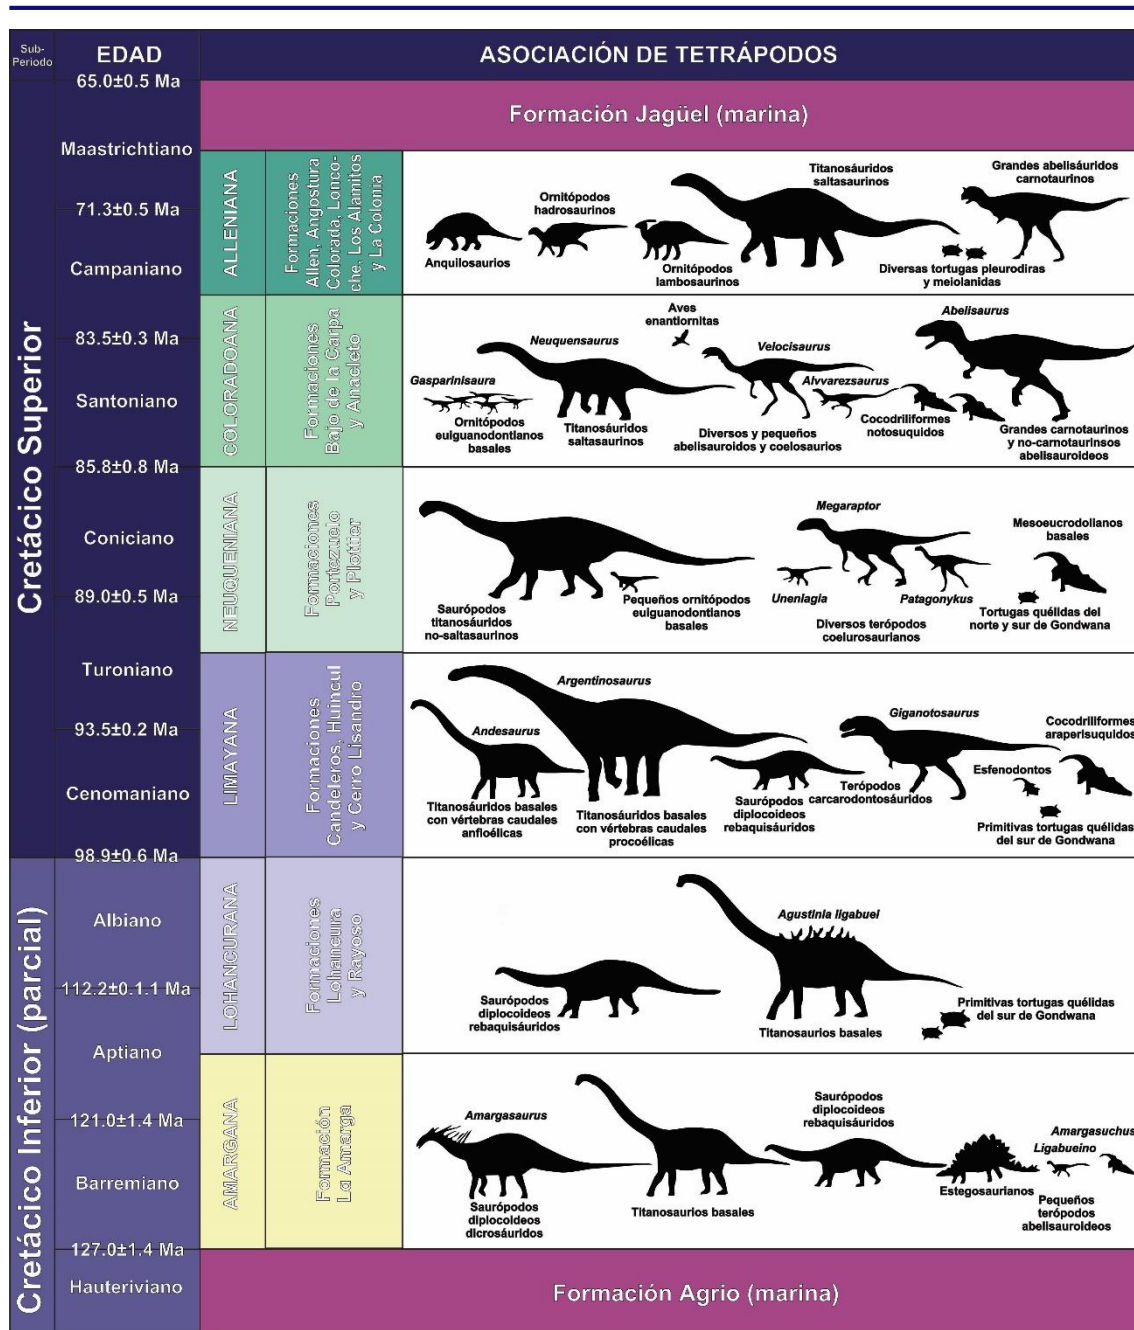 Sub-
Periodo
EDAD
ASOCIACIÓN DE TETRÁPODOS
65.0±0.5 Ma
Formación Jagüel (marina)
Cretácico Superior
Maastrichtiano
71.3±0.5 Ma
Campaniano
ALLENIANA
Formaciones
Allen, Angostura
Colorada, Lonco-
che. Los Alamitos
y La Colonia
Anquilosaurios
Ornitópodos
hadrosaurinos
Ornitópodos
lambosaurinos
Titanosáuridos
saltasaurinos
Grandes abelisáuridos
carnotaurinos
Diversas tortugas pleurodiras
y meiolanidas
83.5±0.3 Ma
Santoniano
COLORADOANA
Formaciones
Bajo de la Carpa
y Anacleto
Gasparinisaura
Ornitópodos
euiguanodontianos
basales
Neuquensaurus
Titanosáuridos
saltasaurinos
Aves
enantiornitas
Velocisaurus
Alvvarezsaurus
Diversos y pequeños
abelisauroidos y coelosaurios
Cocodriliformes
notosuquidos
Abelisaurus
Grandes carnotaurinos
y no-carnotaurinsos
abelisauroideos
85.8±0.8 Ma
Coniciano
89.0±0.5 Ma
NEUQUENIANA
Formaciones
Portezuelo
y Plottier
Saurópodos
titanosáuridos
no-saltasaurinos
Pequeños ornitópodos
euiguanodontianos
basales
Megaraptor
Unenlagia
Patagonykus
Diversos terópodos
coelurosaurianos
Mesoeucrodolianos
basales
Tortugas quélidas del
norte y sur de Gondwana
Turoniano
93.5±0.2 Ma
Cenomaniano
LIMAYANA
Formaciones
Candeleros, Huincul
y Cerro Lisandro
Andesaurus
Titanosáuridos basales
con vértebras caudales
anfioélicas
Argentinosaurus
Titanosáuridos basales
con vértebras caudales
procoélicas
Saurópodos
diplocoideos
rebaquisáuridos
Giganotosaurus
Terópodos
carcarodontosáuridos
Esfenodontos
Cocodriliformes
araperisuquidos
Primitivas tortugas quélidas
del sur de Gondwana
98.9±0.6 Ma
Cretácico Inferior (parcial)
Albiano
112.2±0.1.1 Ma
Aptiano
LOHANCURANA
Formaciones
Lohancura
y Rayoso
Saurópodos
diplocoideos
rebaquisáuridos
Agustinia ligabuei
Titanosaurios basales
Primitivas tortugas quélidas
del sur de Gondwana
121.0±1.4 Ma
Barremiano
AMARGANA
Formación
La Amarga
Amargasaurus
Saurópodos
diplocoideos
dicrosáuridos
Titanosaurios basales
Saurópodos
diplocoideos
rebaquisáuridos
Estegosaurianos
Amargasuchus
Ligabueino
Pequeños
terópodos
abelisauroideos
127.0±1.4 Ma
Hauteriviano
Formación Agrio (marina)